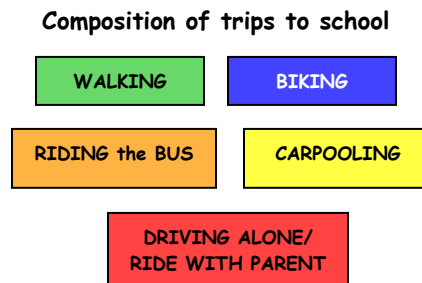 Composition of trips to school
WALKING
BIKING
RIDING the BUS
CARPOOLING
DRIVING ALONE/
RIDE WITH PARENT